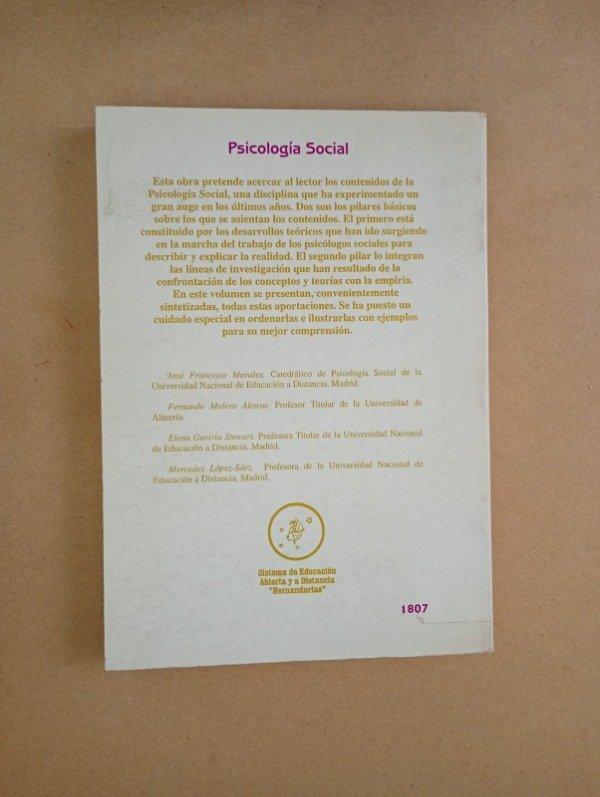 Psicología Social
Esta obra pretende acercar al lector los contenidos de la
Psicología Social, una disciplina que ha experimentado un
gran auge en los últimos años. Dos son los pilares básicos
sobre los que se asientan los contenidos. El primero está
constituido por los desarrollos teóricos que han ido surgiendo
en la marcha del trabajo de los psicólogos sociales para
describir y explicar la realidad. El segundo pilar lo integran
las líneas de investigación que han resultado de la
confrontación de los conceptos y teorías con la empiria.
En este volumen se presentan, convenientemente
sintetizadas, todas estas aportaciones. Se ha puesto un
cuidado especial en ordenarlas e ilustrarlas con ejemplos
para su mejor comprensión.
José Francisco Morales. Catedrático de Psicología Social de la
Universidad Nacional de Educación a Distancia, Madrid.
Fernando Molero Alonso. Profesor Titular de la Universidad de
Almería.
Elena Gaviria Stewart. Profesora Titular de la Universidad Nacional
de Educación a Distancia, Madrid.
Mercedes López-Sáez. Profesora de la Universidad Nacional de
Educación a Distancia, Madrid.
Sistema de Educación
Abierta y a Distancia
"Hernandarias"
1807